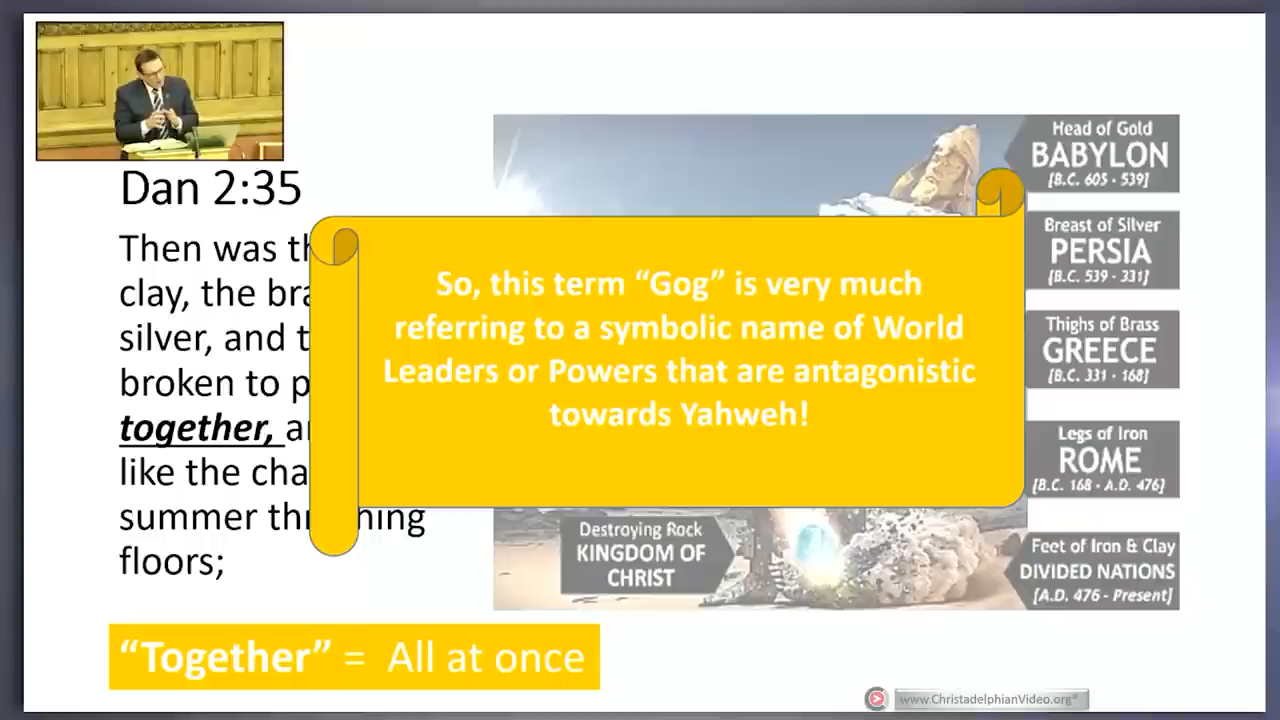 Dan 2:35
Then was th
clay, the bra
silver, and t
broken to p
together, a
like the cha
summer thr hing
floors;
So, this term “Gog” is very much
referring to a symbolic name of World
Leaders or Powers that are antagonistic
towards Yahweh!
Head of Gold
BABYLON
[B.C. 605 - 539]
Breast of Silver
PERSIA
[B.C. 539 - 331]
Thighs of Brass
GREECE
[B.C. 331 - 168]
Legs of Iron
ROME
[B.C. 168 - A.D. 476]
Feet of Iron & Clay
DIVIDED NATIONS
[A.D. 476 - Present]
Destroying Rock
KINGDOM OF
CHRIST
“Together” = All at once
www.ChristadelphianVideo.org